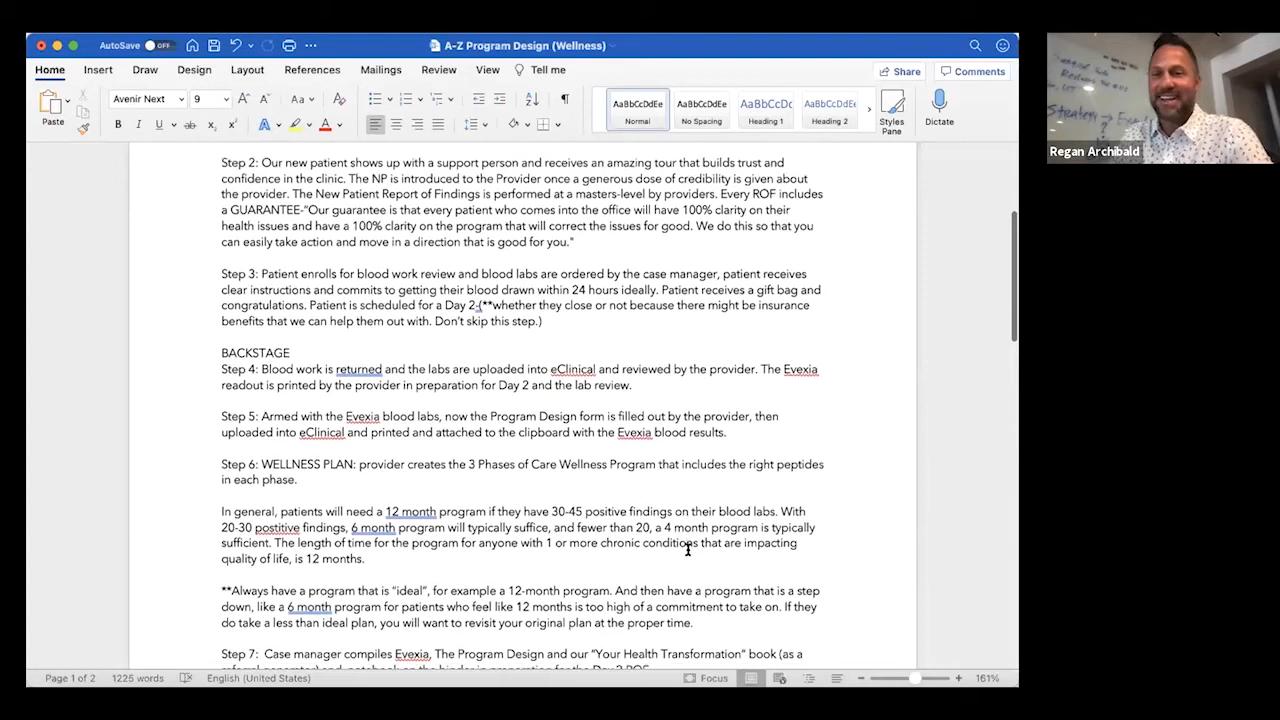 AutoSave OFF
A-Z Program Design (Wellness)
Home Insert Draw Design Layout References Mailings Review View Tell me
Share Comments
Paste
Avenir Next 9
AaBbCcDdEe AaBbCcDdEe AaBbCcDc AaBbCcDdEe
Normal No Spacing Heading 1 Heading 2
Styles Pane
Dictate
Step 2: Our new patient shows up with a support person and receives an amazing tour that builds trust and
confidence in the clinic. The NP is introduced to the Provider once a generous dose of credibility is given about
the provider. The New Patient Report of Findings is performed at a masters-level by providers. Every ROF includes
a GUARANTEE-"Our guarantee is that every patient who comes into the office will have 100% clarity on their
health issues and have a 100% clarity on the program that will correct the issues for good. We do this so that you
can easily take action and move in a direction that is good for you."
Step 3: Patient enrolls for blood work review and blood labs are ordered by the case manager, patient receives
clear instructions and commits to getting their blood drawn within 24 hours ideally. Patient receives a gift bag and
congratulations. Patient is scheduled for a Day 2-(**whether they close or not because there might be insurance
benefits that we can help them out with. Don't skip this step.)
BACKSTAGE
Step 4: Blood work is returned and the labs are uploaded into eClinical and reviewed by the provider. The Evexia
readout is printed by the provider in preparation for Day 2 and the lab review.
Step 5: Armed with the Evexia blood labs, now the Program Design form is filled out by the provider, then
uploaded into eClinical and printed and attached to the clipboard with the Evexia blood results.
Step 6: WELLNESS PLAN: provider creates the 3 Phases of Care Wellness Program that includes the right peptides
in each phase.
In general, patients will need a 12 month program if they have 30-45 positive findings on their blood labs. With
20-30 postitive findings, 6 month program will typically suffice, and fewer than 20, a 4 month program is typically
sufficient. The length of time for the program for anyone with 1 or more chronic conditions that are impacting
quality of life, is 12 months.
**Always have a program that is "ideal", for example a 12-month program. And then have a program that is a step
down, like a 6 month program for patients who feel like 12 months is too high of a commitment to take on. If they
do take a less than ideal plan, you will want to revisit your original plan at the proper time.
Step 7: Case manager compiles Evexia, The Program Design and our "Your Health Transformation" book (as a
Page 1 of 2 1225 words English (United States) Focus 161%
Regan Archibald